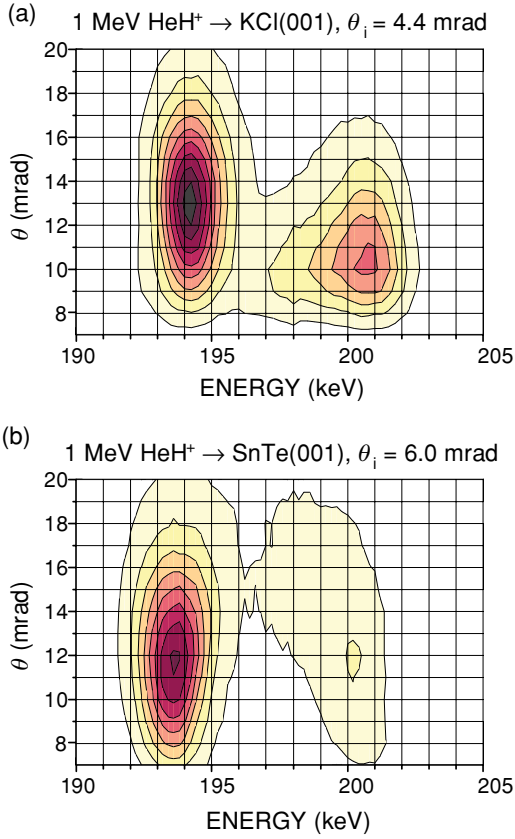 (a)
1 MeV HeH⁺ → KCl(001), θ i = 4.4 mrad
20
18
16
14
12
10
8
θ (mrad)
190 195 200 205
ENERGY (keV)
(b)
1 MeV HeH⁺ → SnTe(001), θ i = 6.0 mrad
20
18
16
14
12
10
8
θ (mrad)
190 195 200 205
ENERGY (keV)